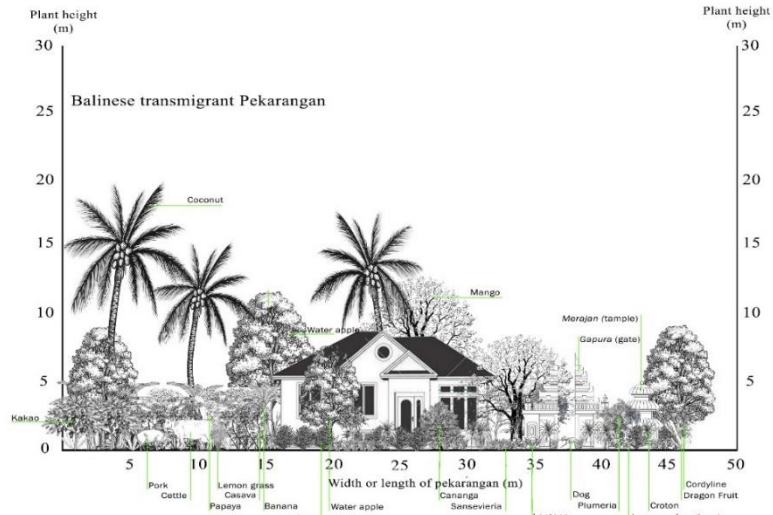 Plant height
(m)
Plant height
(m)
30
30
Balinese transmigrant Pekarangan
25
25
20
20
Coconut
15
15
Mango
Merajan (tample)
10
10
Water apple
Gapura (gate)
5
5
Kakao
0
0
5
10
15
20
25
30
35
40
45
50
Width or length of pekarangan (m)
Pork
Cettle
Lemon grass
Casava
Papaya
Banana
Water apple
Cananga
Sansevieria
Dog
Plumeria
Croton
Cordyline
Dragon Fruit